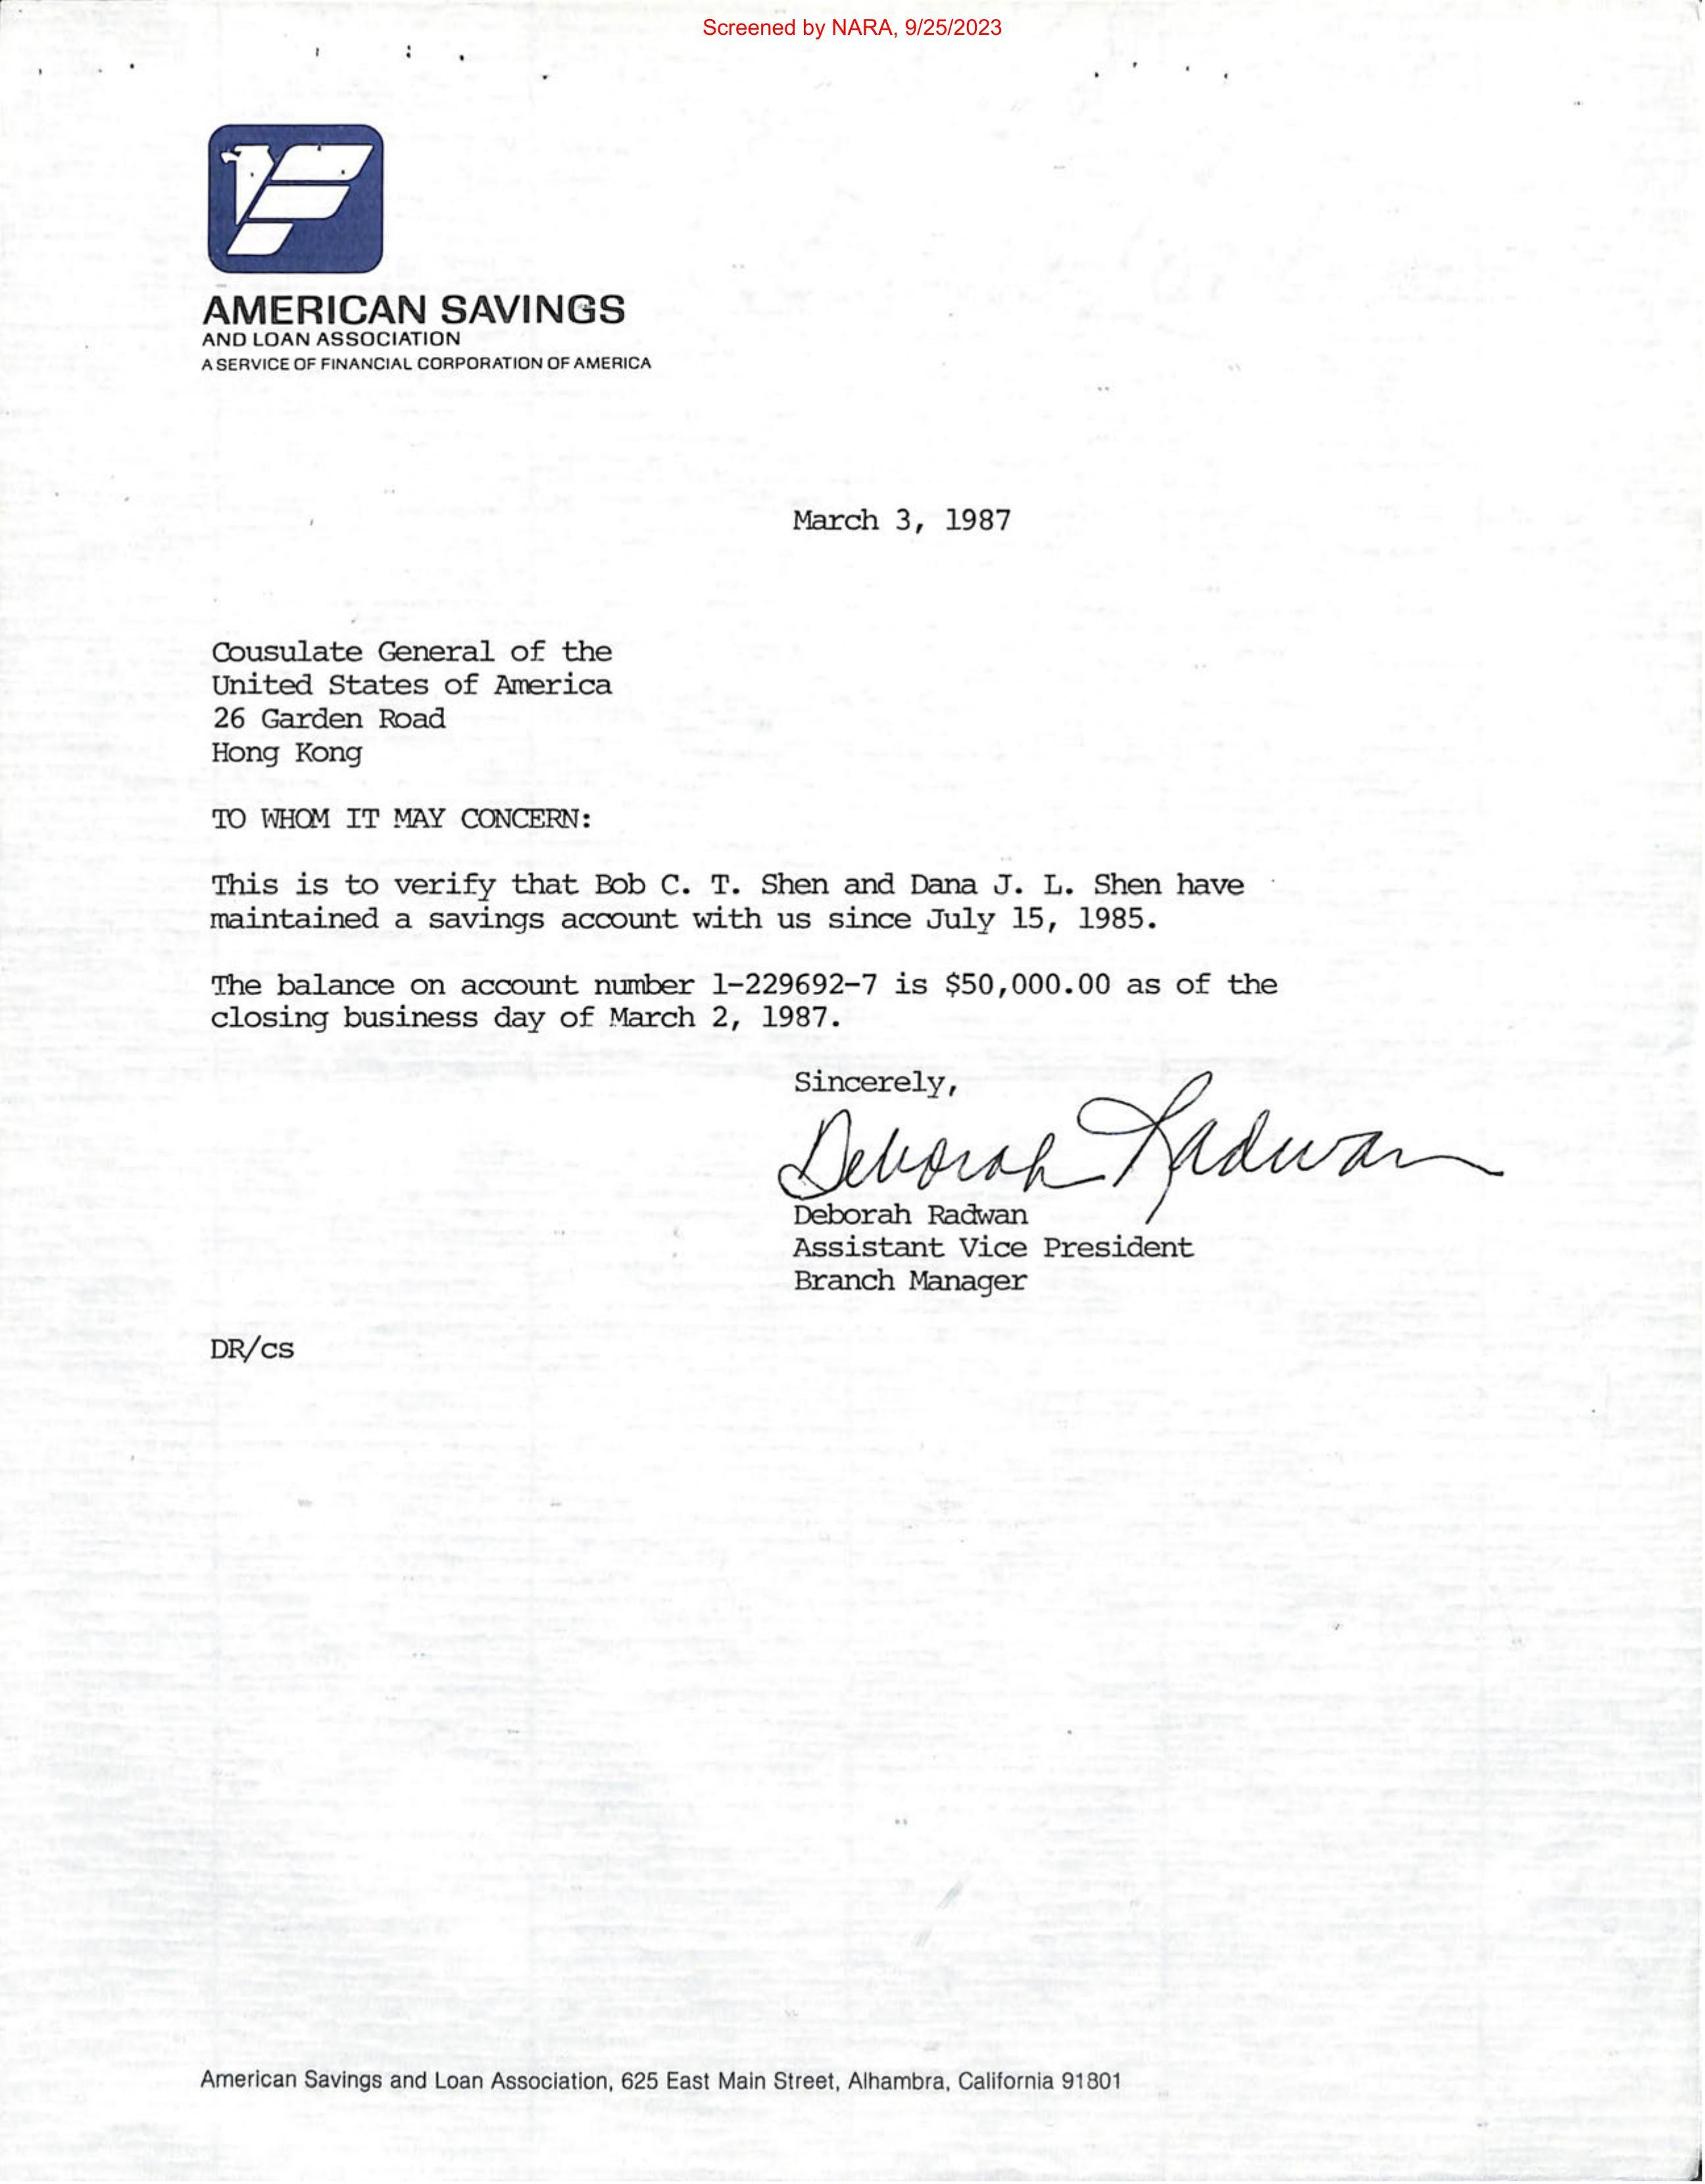 Screened by NARA, 9/25/2023
AMERICAN SAVINGS
AND LOAN ASSOCIATION
A SERVICE OF FINANCIAL CORPORATION OF AMERICA
March 3, 1987
Cousulate General of the
United States of America
26 Garden Road
Hong Kong
TO WHOM IT MAY CONCERN:
This is to verify that Bob C. T. Shen and Dana J. L. Shen have
maintained a savings account with us since July 15, 1985.
The balance on account number 1-229692-7 is $50,000.00 as of the
closing business day of March 2, 1987.
Sincerely,
Deborah Radwan
Deborah Radwan
Assistant Vice President
Branch Manager
DR/cs
American Savings and Loan Association, 625 East Main Street, Alhambra, California 91801